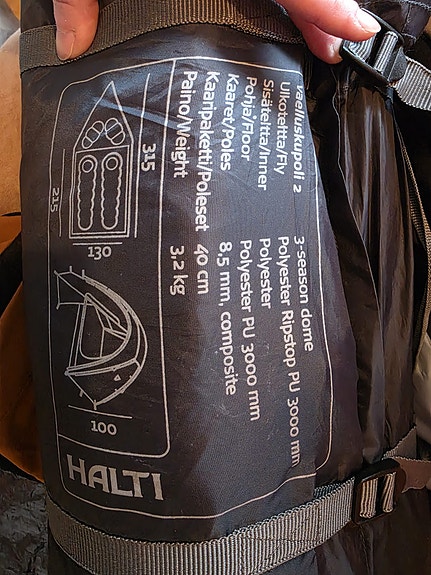 Vaelluskupoli 2 3-season dome
Ulkoteltta/Fly Polyester Ripstop PU 3000 mm
Sisäteltta/Inner Polyester
Pohja/Floor Polyester PU 3000 mm
Kaaret/Poles 8,5 mm, composite
Kaaripaketti/Poleset 40 cm
Paino/Weight 3,2 kg
315
215
130
100
HALTI